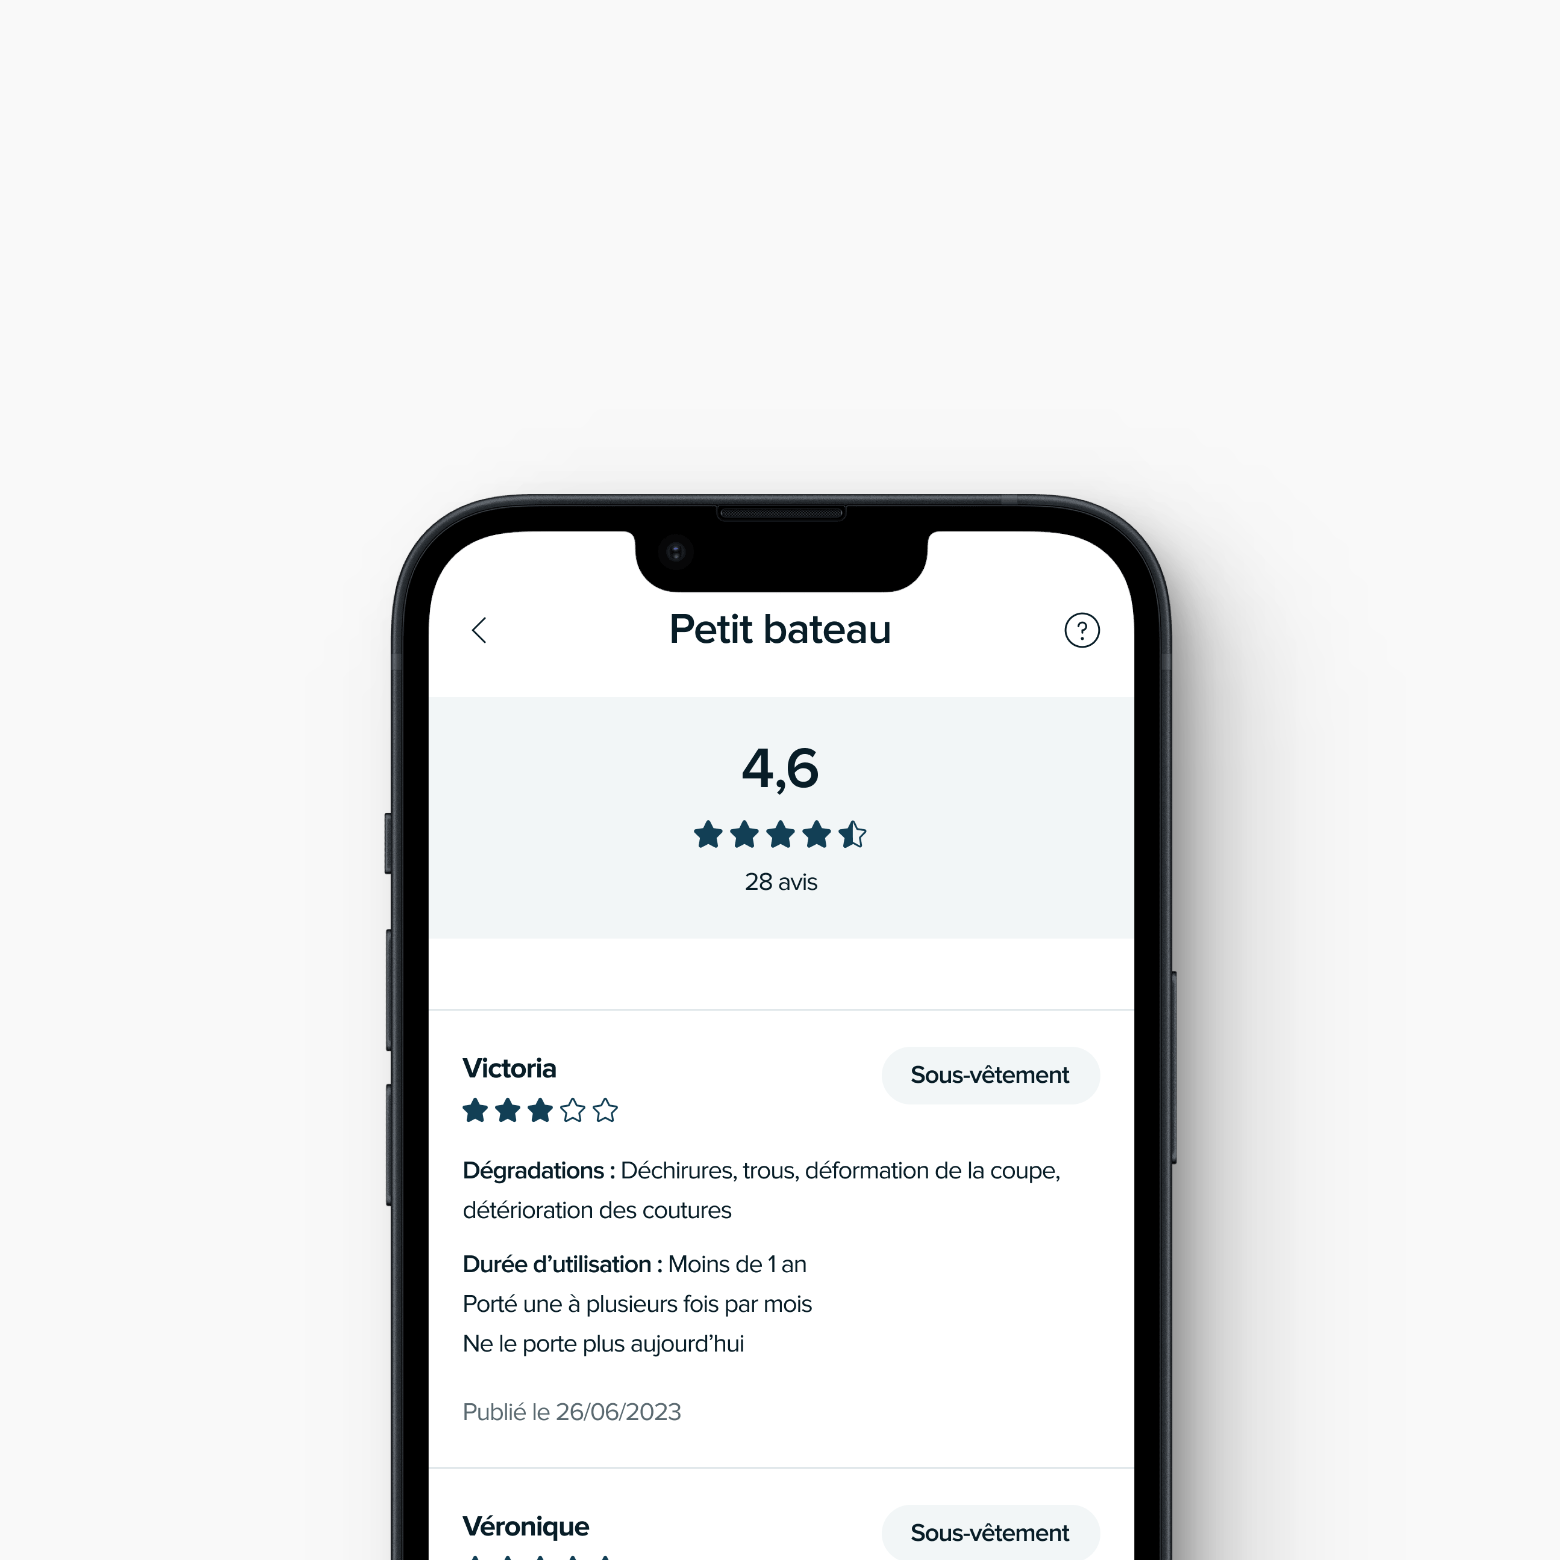 Petit bateau
4,6
28 avis
Victoria
Sous-vêtement
Dégradations : Déchirures, trous, déformation de la coupe,
détérioration des coutures
Durée d’utilisation : Moins de 1 an
Porté une à plusieurs fois par mois
Ne le porte plus aujourd’hui
Publié le 26/06/2023
Véronique
Sous-vêtement